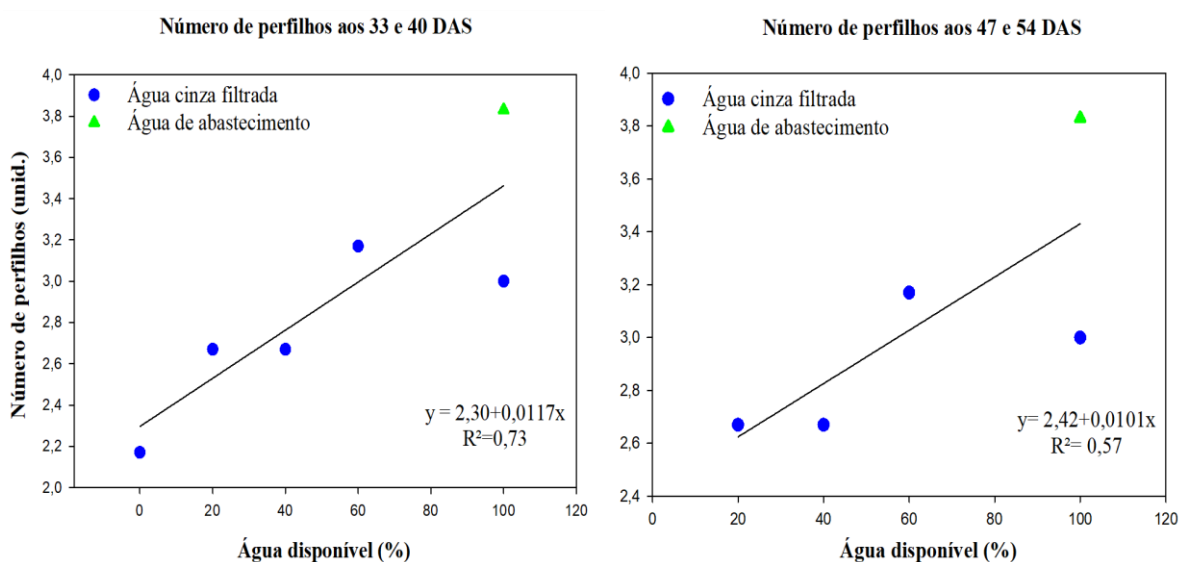 Número de perfilhos aos 33 e 40 DAS
Número de perfilhos (unid.)
4,0
3,8
3,6
3,4
3,2
3,0
2,8
2,6
2,4
2,2
2,0
Água cinza filtrada
Água de abastecimento
y = 2,30+0,0117x
R²=0,73
0 20 40 60 80 100 120
Água disponível (%)
Número de perfilhos aos 47 e 54 DAS
4,0
3,8
3,6
3,4
3,2
3,0
2,8
2,6
2,4
Água cinza filtrada
Água de abastecimento
y= 2,42+0,0101x
R²= 0,57
0 20 40 60 80 100 120
Água disponível (%)